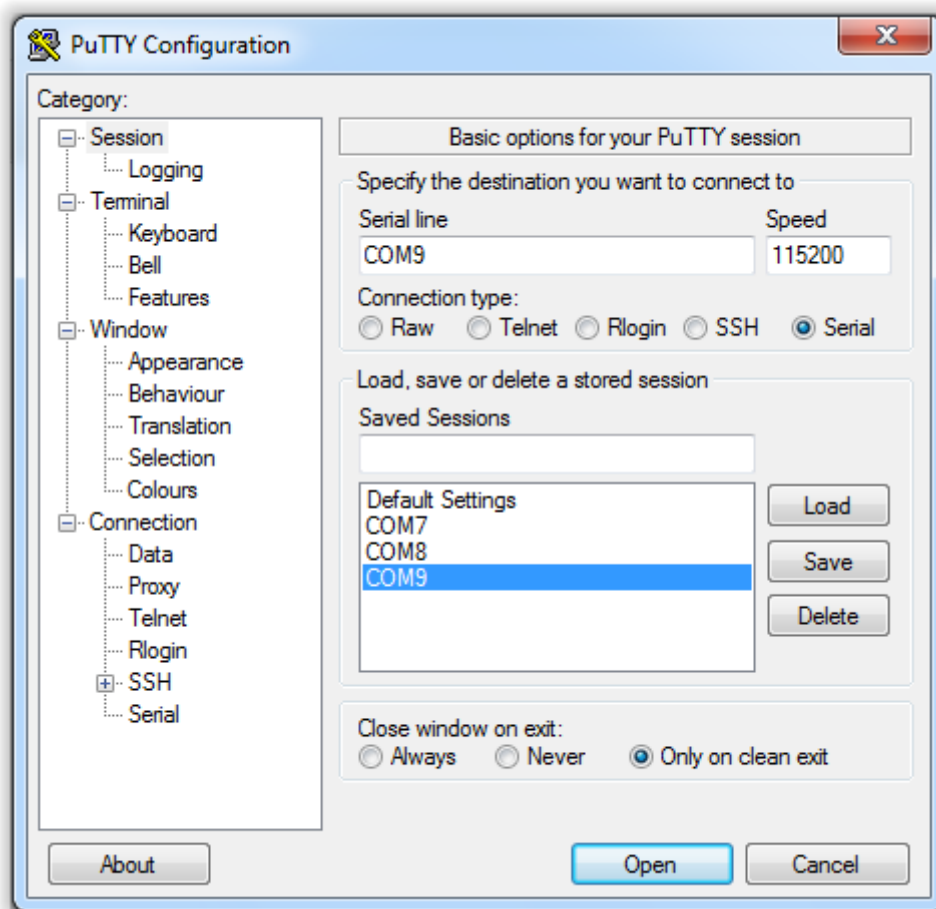 PuTTY Configuration
Category:
Session
Logging
Terminal
Keyboard
Bell
Features
Window
Appearance
Behaviour
Translation
Selection
Colours
Connection
Data
Proxy
Telnet
Rlogin
SSH
Serial
Basic options for your PuTTY session
Specify the destination you want to connect to
Serial line Speed
COM9 115200
Connection type:
Raw Telnet Rlogin SSH Serial
Load, save or delete a stored session
Saved Sessions
Default Settings
COM7
COM8
COM9
Load
Save
Delete
Close window on exit:
Always Never Only on clean exit
About Open Cancel